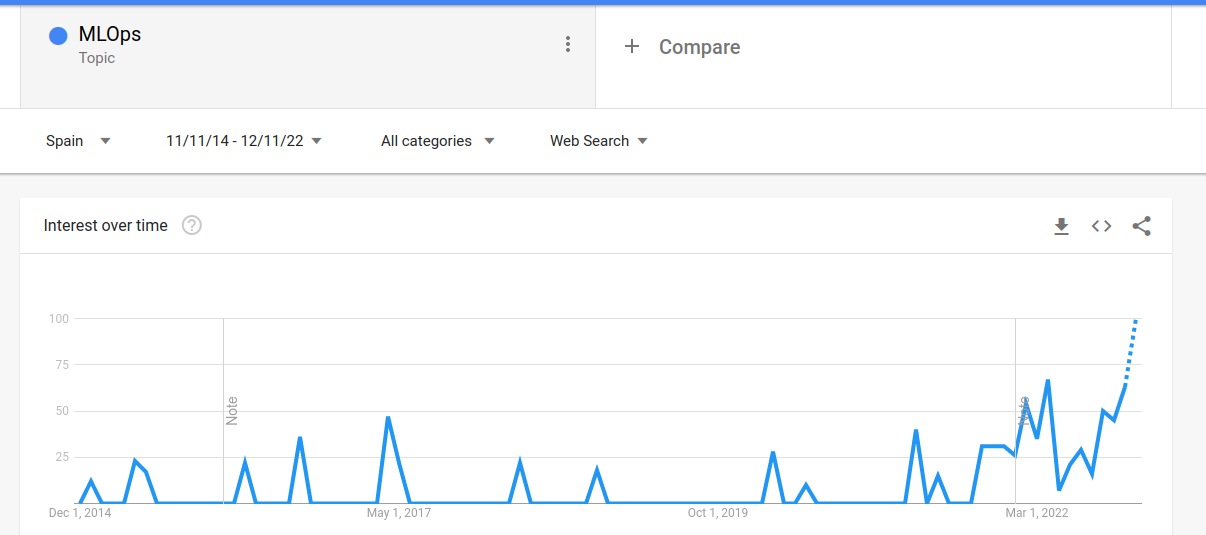 MLOps
Topic
Compare
Spain
11/11/14 - 12/11/22
All categories
Web Search
Interest over time
100
75
50
25
Note
Note
Dec 1, 2014
May 1, 2017
Oct 1, 2019
Mar 1, 2022